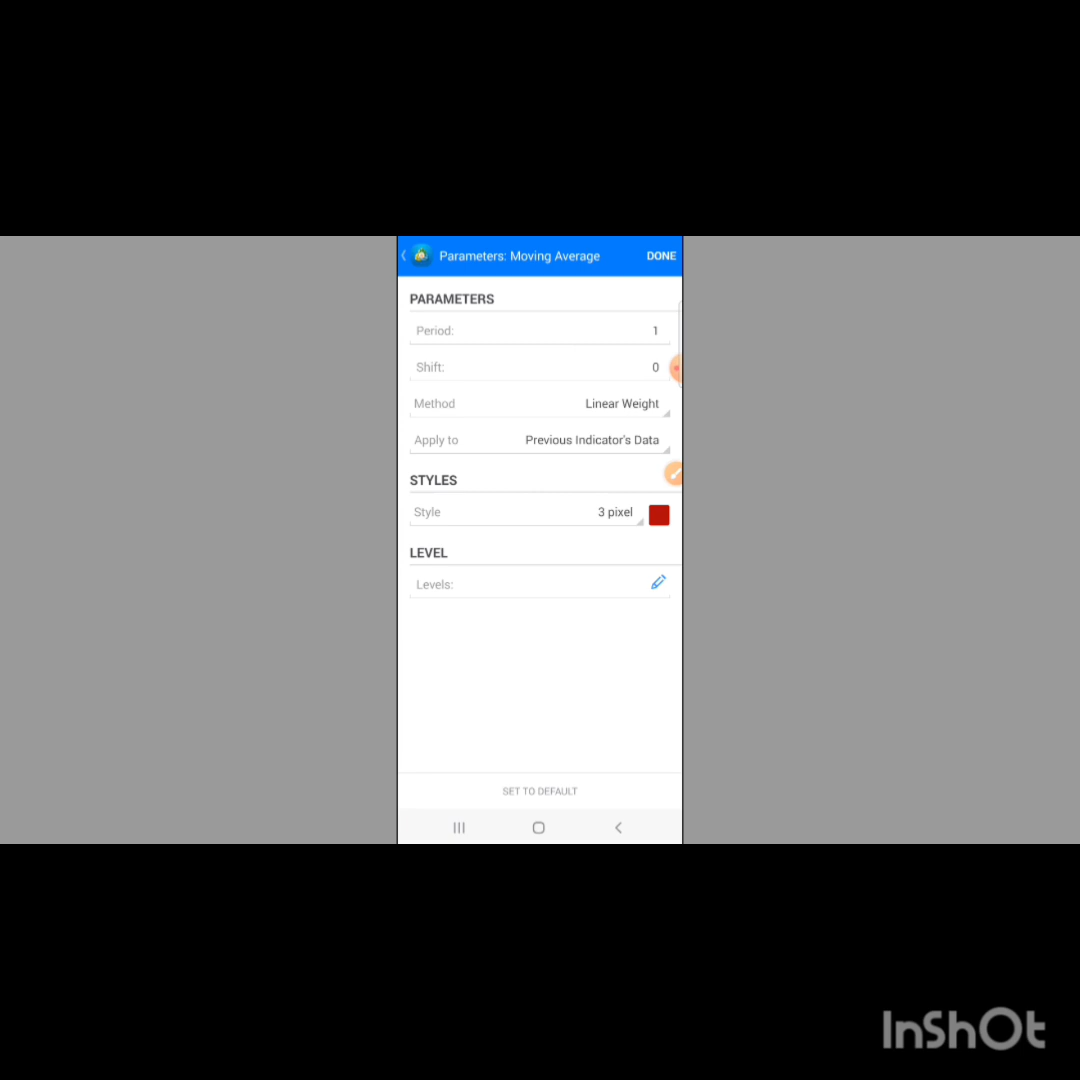 Parameters: Moving Average DONE
PARAMETERS
Period: 1
Shift: 0
Method Linear Weight
Apply to Previous Indicator's Data
STYLES
Style 3 pixel
LEVEL
Levels:
SET TO DEFAULT
InShOt